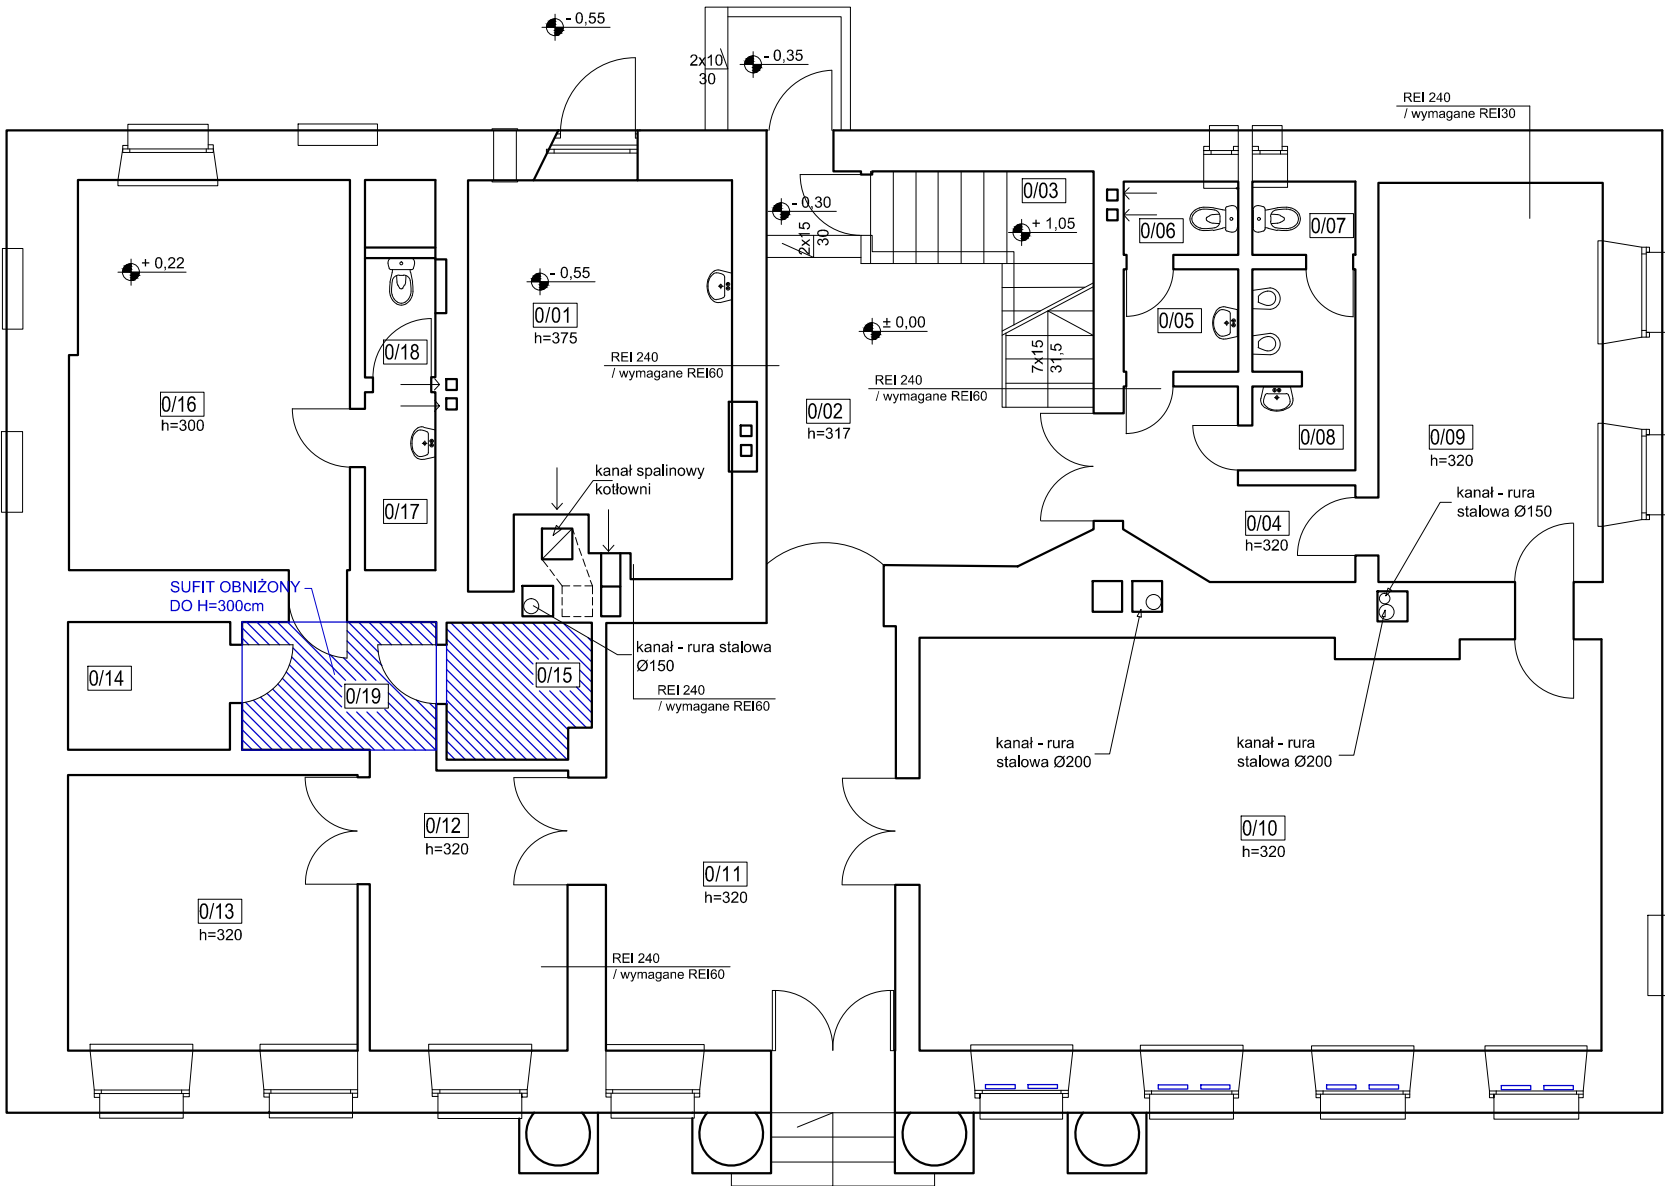 - 0,55
2x10
30
- 0,35
REI 240
/ wymagane REI30
0/03
- 0,30
+ 1,05
2x15
30
0/06
0/07
+ 0,22
- 0,55
0/01
h=375
± 0,00
0/05
0/18
REI 240
/ wymagane REI60
7x15
31,5
REI 240
/ wymagane REI60
0/16
h=300
0/02
h=317
0/08
0/09
h=320
kanał spalinowy
kotłowni
0/17
kanał - rura
stalowa Ø150
0/04
h=320
SUFIT OBNIŻONY
DO H=300cm
kanał - rura stalowa
Ø150
0/14
0/19
0/15
REI 240
/ wymagane REI60
kanał - rura
stalowa Ø200
kanał - rura
stalowa Ø200
0/12
h=320
0/10
h=320
0/11
h=320
0/13
h=320
REI 240
/ wymagane REI60